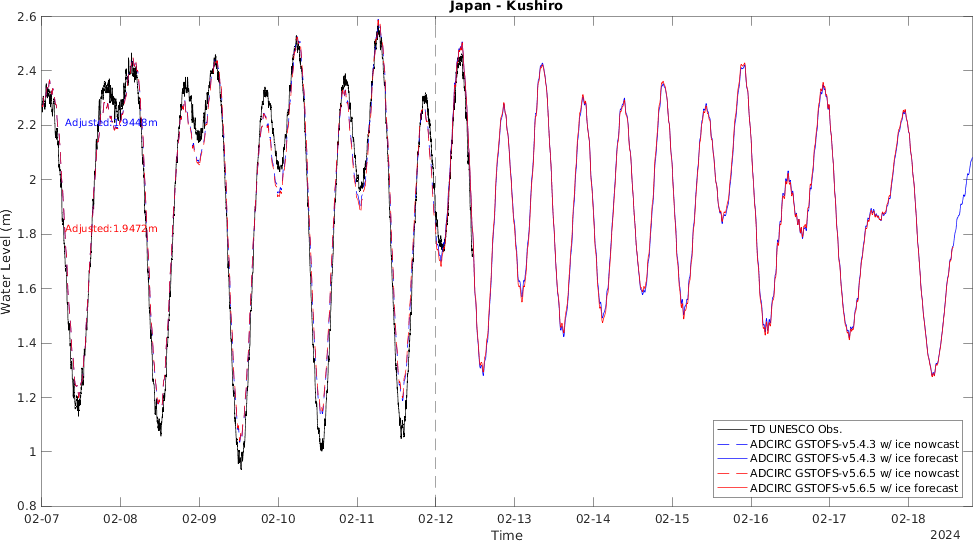 Japan - Kushiro
2.6
2.4
2.2
2
1.8
1.6
1.4
1.2
1
0.8
Water Level (m)
Adjusted:1.9448m
Adjusted:1.9472m
TD UNESCO Obs.
ADCIRC GSTOFS-v5.4.3 w/ ice nowcast
ADCIRC GSTOFS-v5.4.3 w/ ice forecast
ADCIRC GSTOFS-v5.6.5 w/ ice nowcast
ADCIRC GSTOFS-v5.6.5 w/ ice forecast
02-07 02-08 02-09 02-10 02-11 02-12 02-13 02-14 02-15 02-16 02-17 02-18
Time
2024